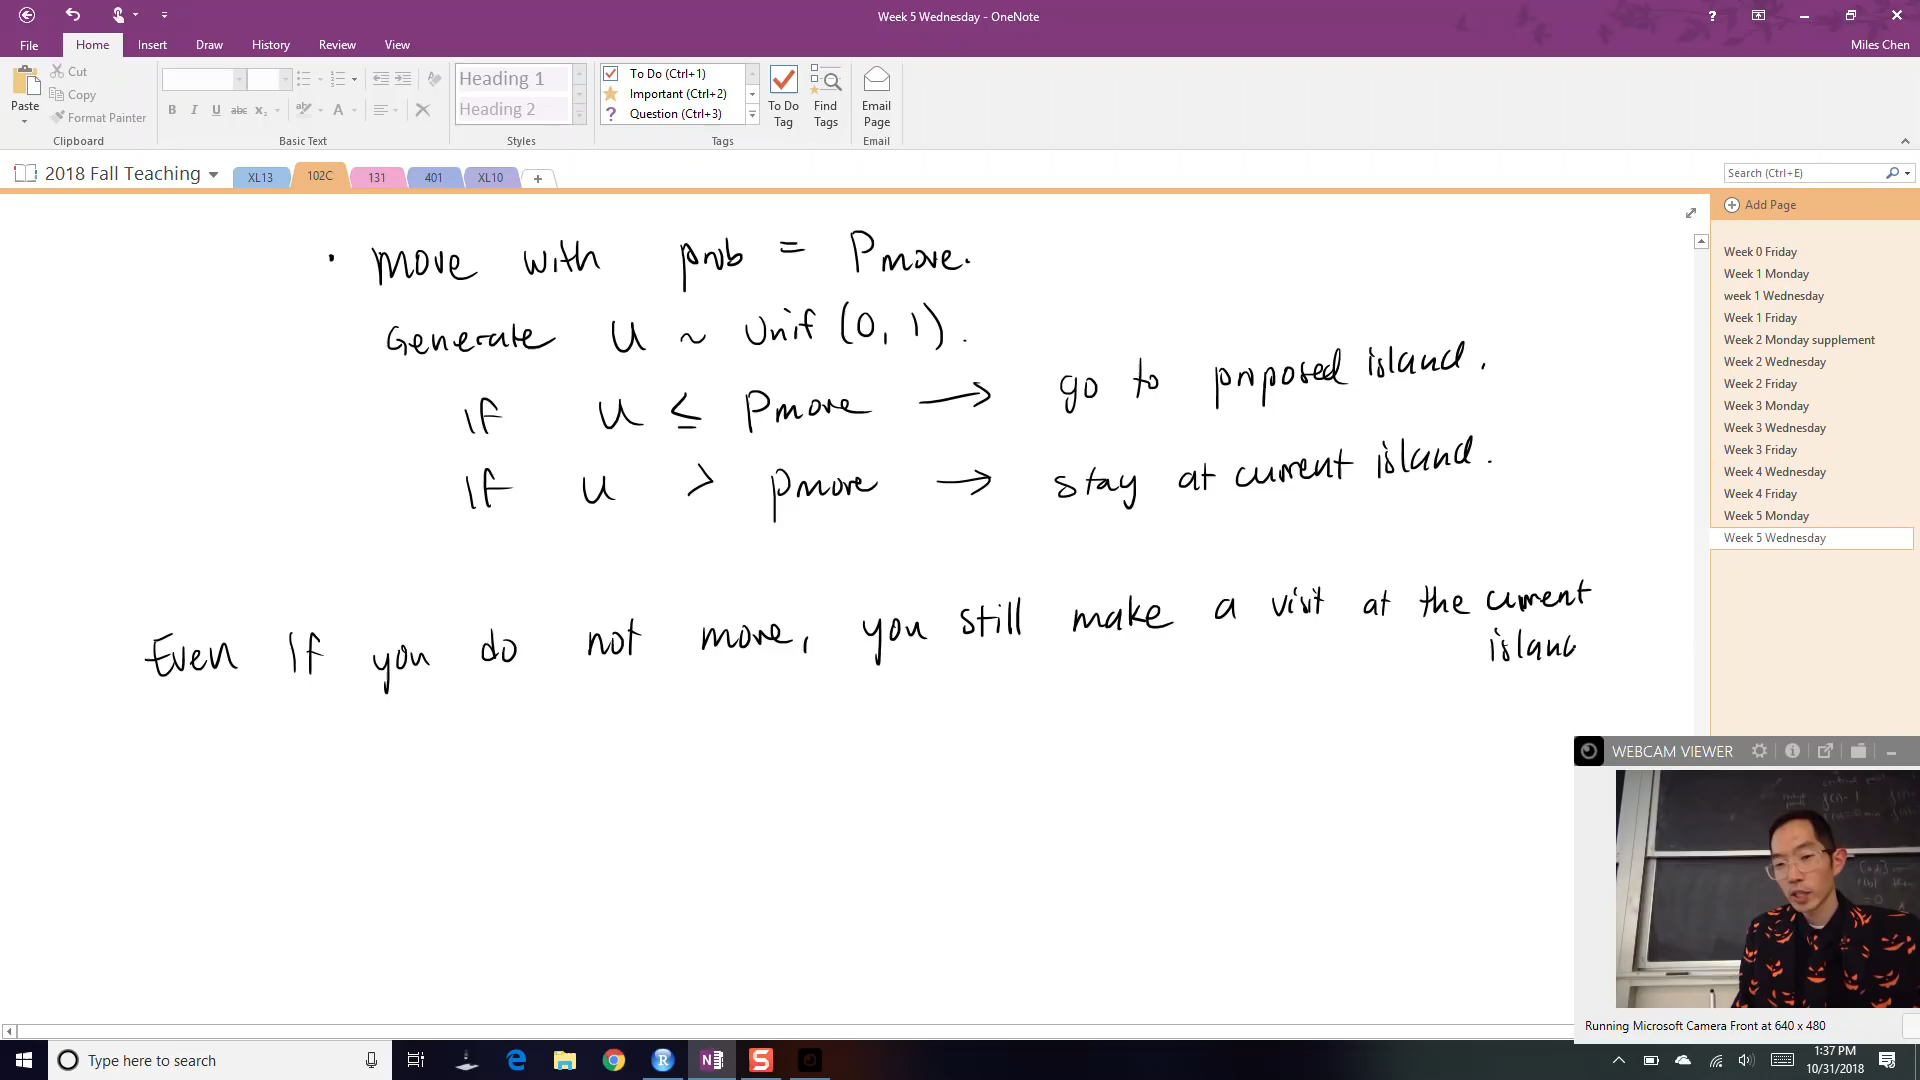 Week 5 Wednesday - OneNote
?
Miles Chen
File Home Insert Draw History Review View
Paste
Cut
Copy
Format Painter
Clipboard
B I U abc x₂ A
Basic Text
Heading 1
Heading 2
Styles
To Do (Ctrl+1)
Important (Ctrl+2)
? Question (Ctrl+3)
To Do Tag
Find Tags
Tags
Email Page
Email
2018 Fall Teaching
XL13 102C 131 401 XL10 +
Search (Ctrl+E)
Add Page
Week 0 Friday
Week 1 Monday
week 1 Wednesday
Week 1 Friday
Week 2 Monday supplement
Week 2 Wednesday
Week 2 Friday
Week 3 Monday
Week 3 Wednesday
Week 3 Friday
Week 4 Wednesday
Week 4 Friday
Week 5 Monday
Week 5 Wednesday
· move with prob = Pmove.
Generate u ~ Unif (0, 1).
If u ≤ Pmove → go to proposed island.
If u > pmove → stay at current island.
Even If you do not move, you still make a visit at the current
islanc
WEBCAM VIEWER
Running Microsoft Camera Front at 640 x 480
Type here to search
1:37 PM
10/31/2018